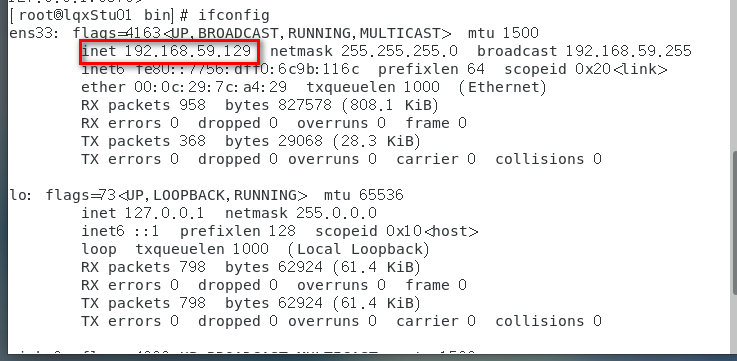 [root@lqxStu01 bin]# ifconfig
ens33: flags=4163<UP,BROADCAST,RUNNING,MULTICAST> mtu 1500
inet 192.168.59.129 netmask 255.255.255.0 broadcast 192.168.59.255
inet6 fe80::7756:dff0:6c9b:116c prefixlen 64 scopeid 0x20<link>
ether 00:0c:29:7c:a4:29 txqueuelen 1000 (Ethernet)
RX packets 958 bytes 827578 (808.1 KiB)
RX errors 0 dropped 0 overruns 0 frame 0
TX packets 368 bytes 29068 (28.3 KiB)
TX errors 0 dropped 0 overruns 0 carrier 0 collisions 0
lo: flags=73<UP,LOOPBACK,RUNNING> mtu 65536
inet 127.0.0.1 netmask 255.0.0.0
inet6 ::1 prefixlen 128 scopeid 0x10<host>
loop txqueuelen 1000 (Local Loopback)
RX packets 798 bytes 62924 (61.4 KiB)
RX errors 0 dropped 0 overruns 0 frame 0
TX packets 798 bytes 62924 (61.4 KiB)
TX errors 0 dropped 0 overruns 0 carrier 0 collisions 0